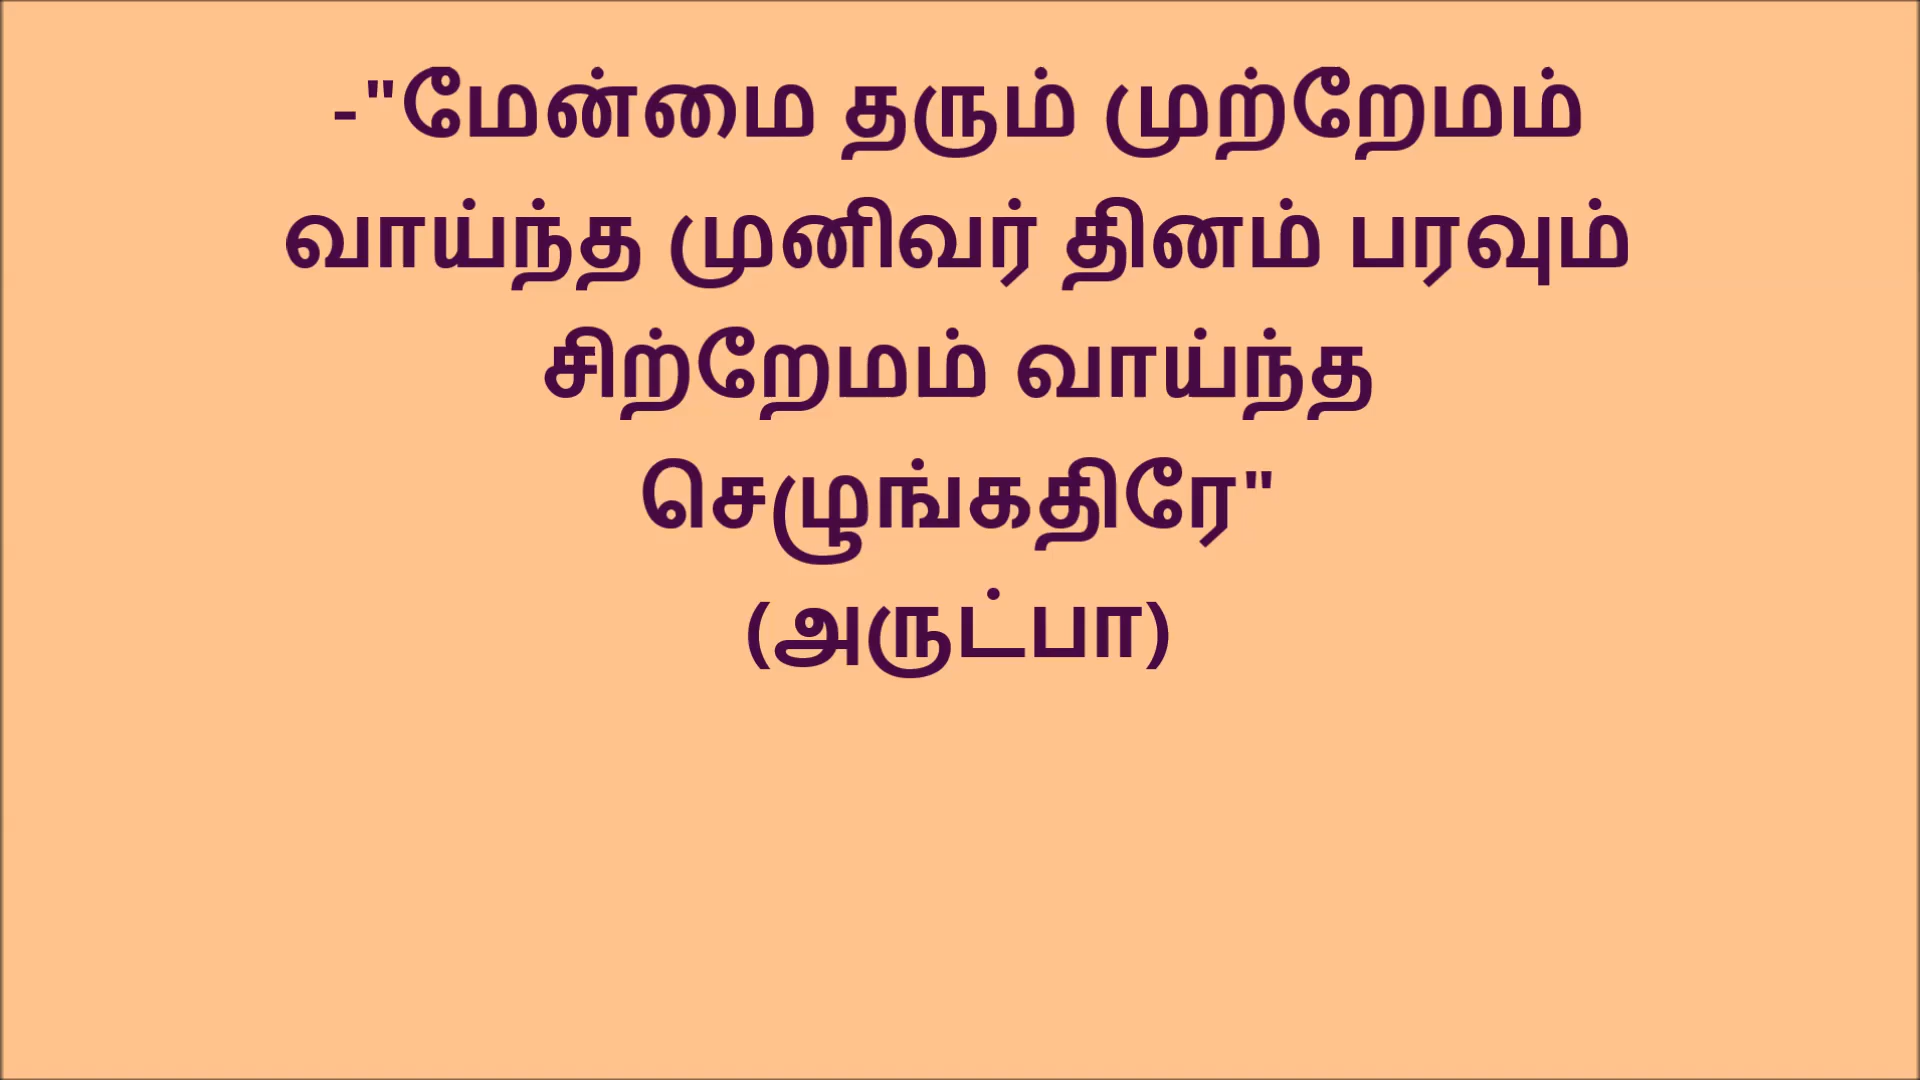 -"மேன்மை தரும் முற்றேமம்
வாய்ந்த முனிவர் தினம் பரவும்
சிற்றேமம் வாய்ந்த
செழுங்கதிரே"
(அருட்பா)